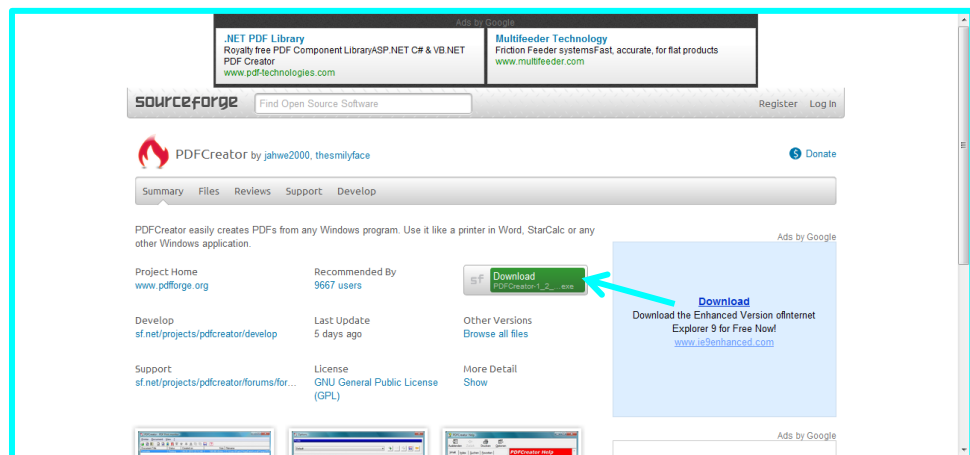 Ads by Google
.NET PDF Library
Royalty free PDF Component LibraryASP.NET C# & VB.NET
PDF Creator
www.pdf-technologies.com
Multifeeder Technology
Friction Feeder systemsFast, accurate, for flat products
www.multifeeder.com
sourceforge
Find Open Source Software
Register Log In
PDFCreator by jahwe2000, thesmilyface
Donate
Summary Files Reviews Support Develop
PDFCreator easily creates PDFs from any Windows program. Use it like a printer in Word, StarCalc or any
other Windows application.
Ads by Google
Project Home
www.pdfforge.org
Recommended By
9667 users
sf
Download
PDFCreator-1_2_...exe
Download
Download the Enhanced Version ofInternet
Explorer 9 for Free Now!
www.ie9enhanced.com
Develop
sf.net/projects/pdfcreator/develop
Last Update
5 days ago
Other Versions
Browse all files
Support
sf.net/projects/pdfcreator/forums/for...
License
GNU General Public License
(GPL)
More Detail
Show
Ads by Google
PDFCreator Help